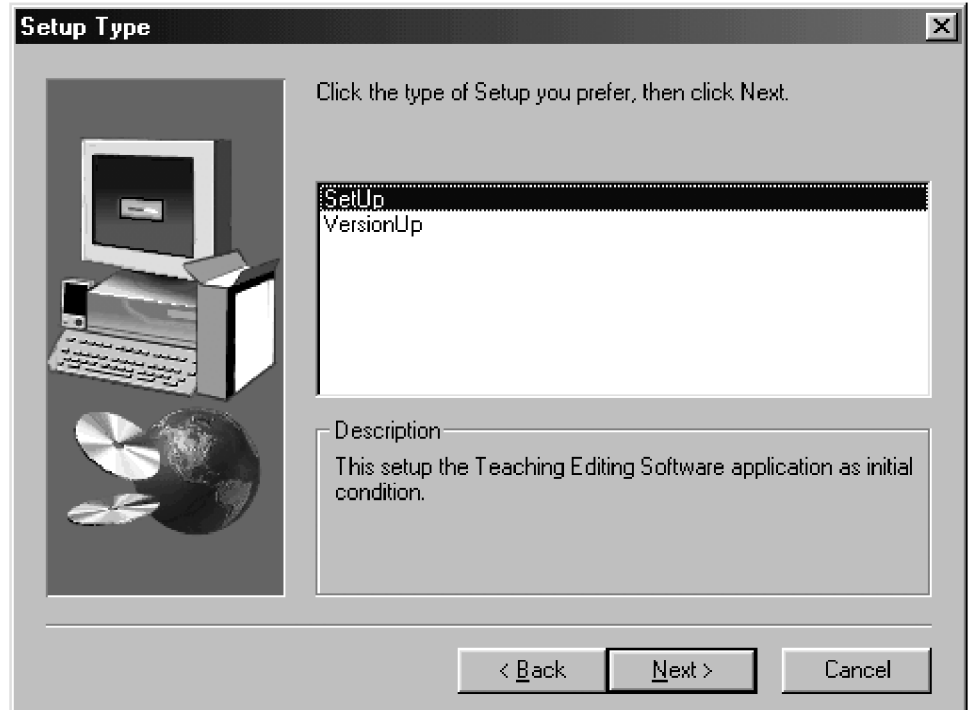 Setup Type
Click the type of Setup you prefer, then click Next.
SetUp
VersionUp
Description
This setup the Teaching Editing Software application as initial
condition.
< Back
Next >
Cancel